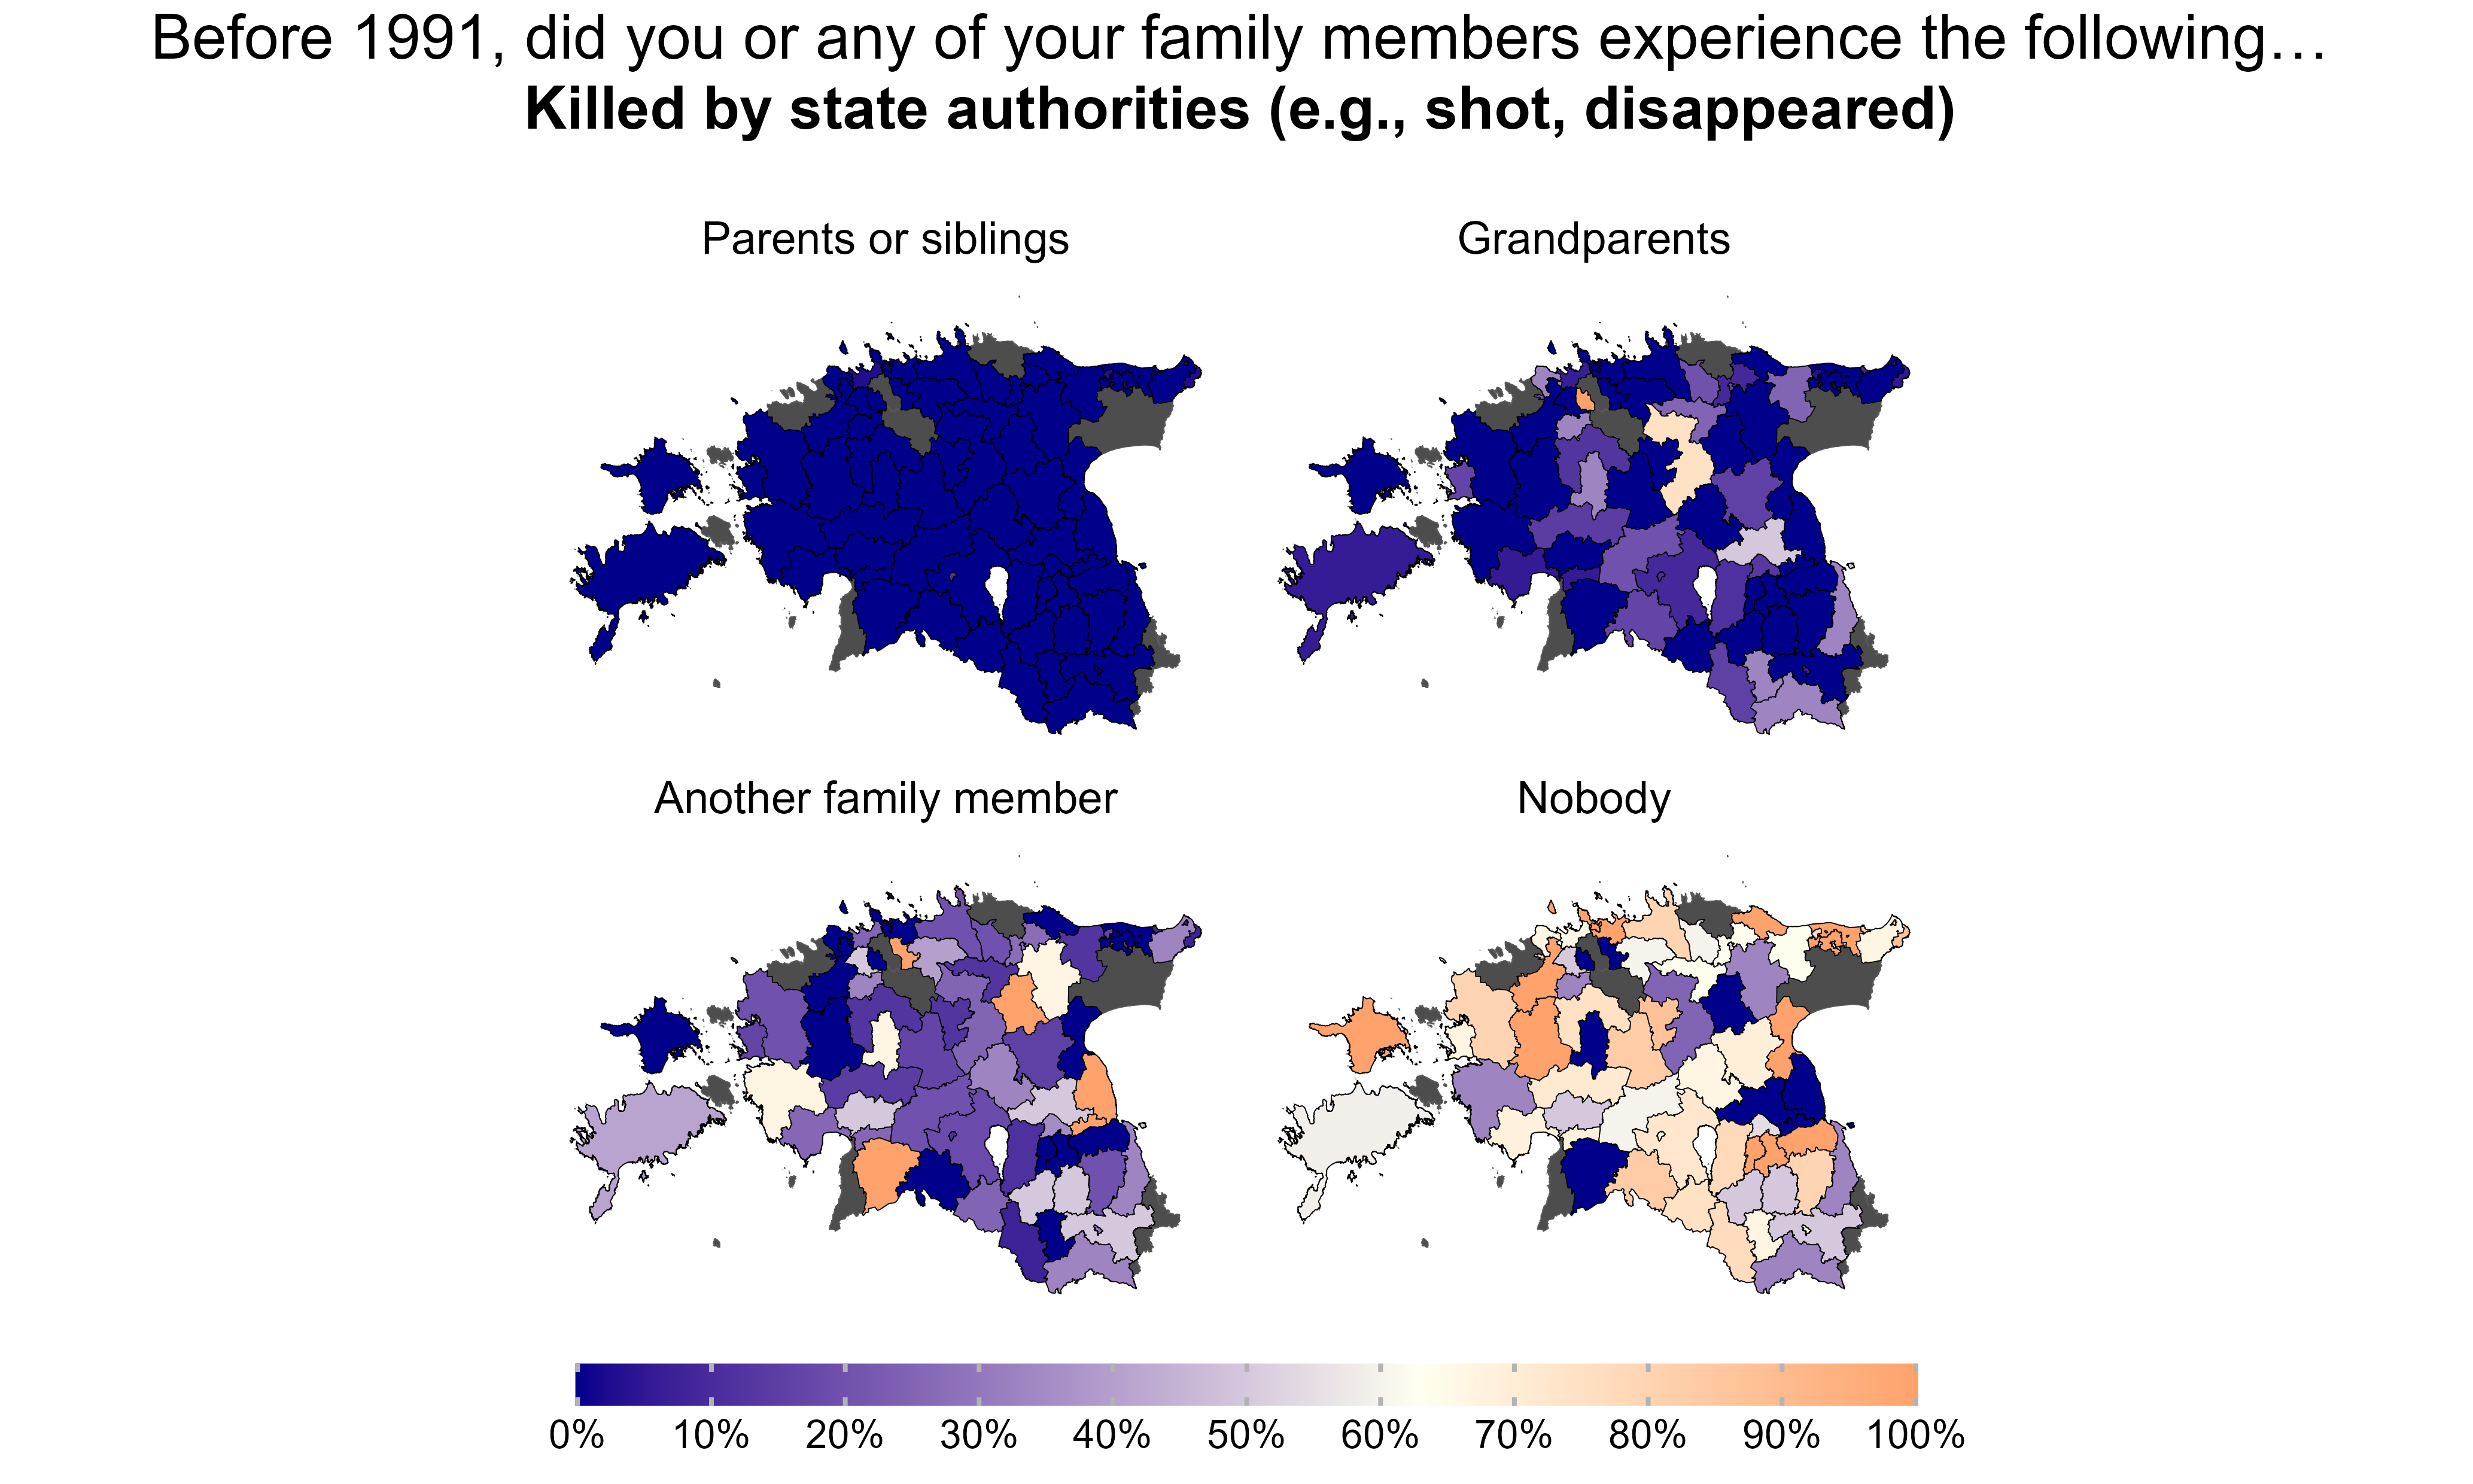 Before 1991, did you or any of your family members experience the following…
Killed by state authorities (e.g., shot, disappeared)
Parents or siblings
Grandparents
Another family member
Nobody
0% 10% 20% 30% 40% 50% 60% 70% 80% 90% 100%